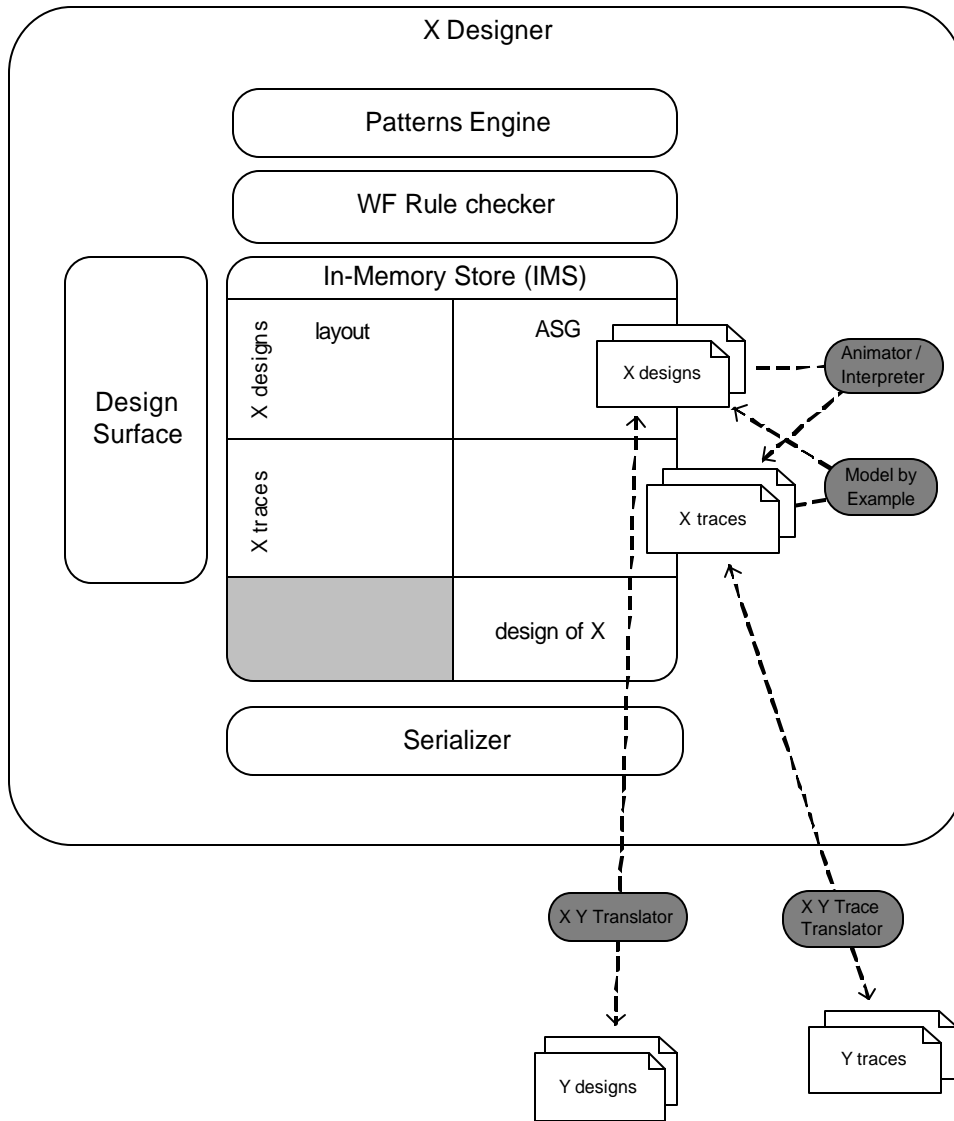 X Designer
Patterns Engine
WF Rule checker
In-Memory Store (IMS)
X designs
layout
ASG
X designs
Animator /
Interpreter
Design
Surface
X traces
X traces
Model by
Example
design of X
Serializer
X Y Translator
X Y Trace
Translator
Y designs
Y traces